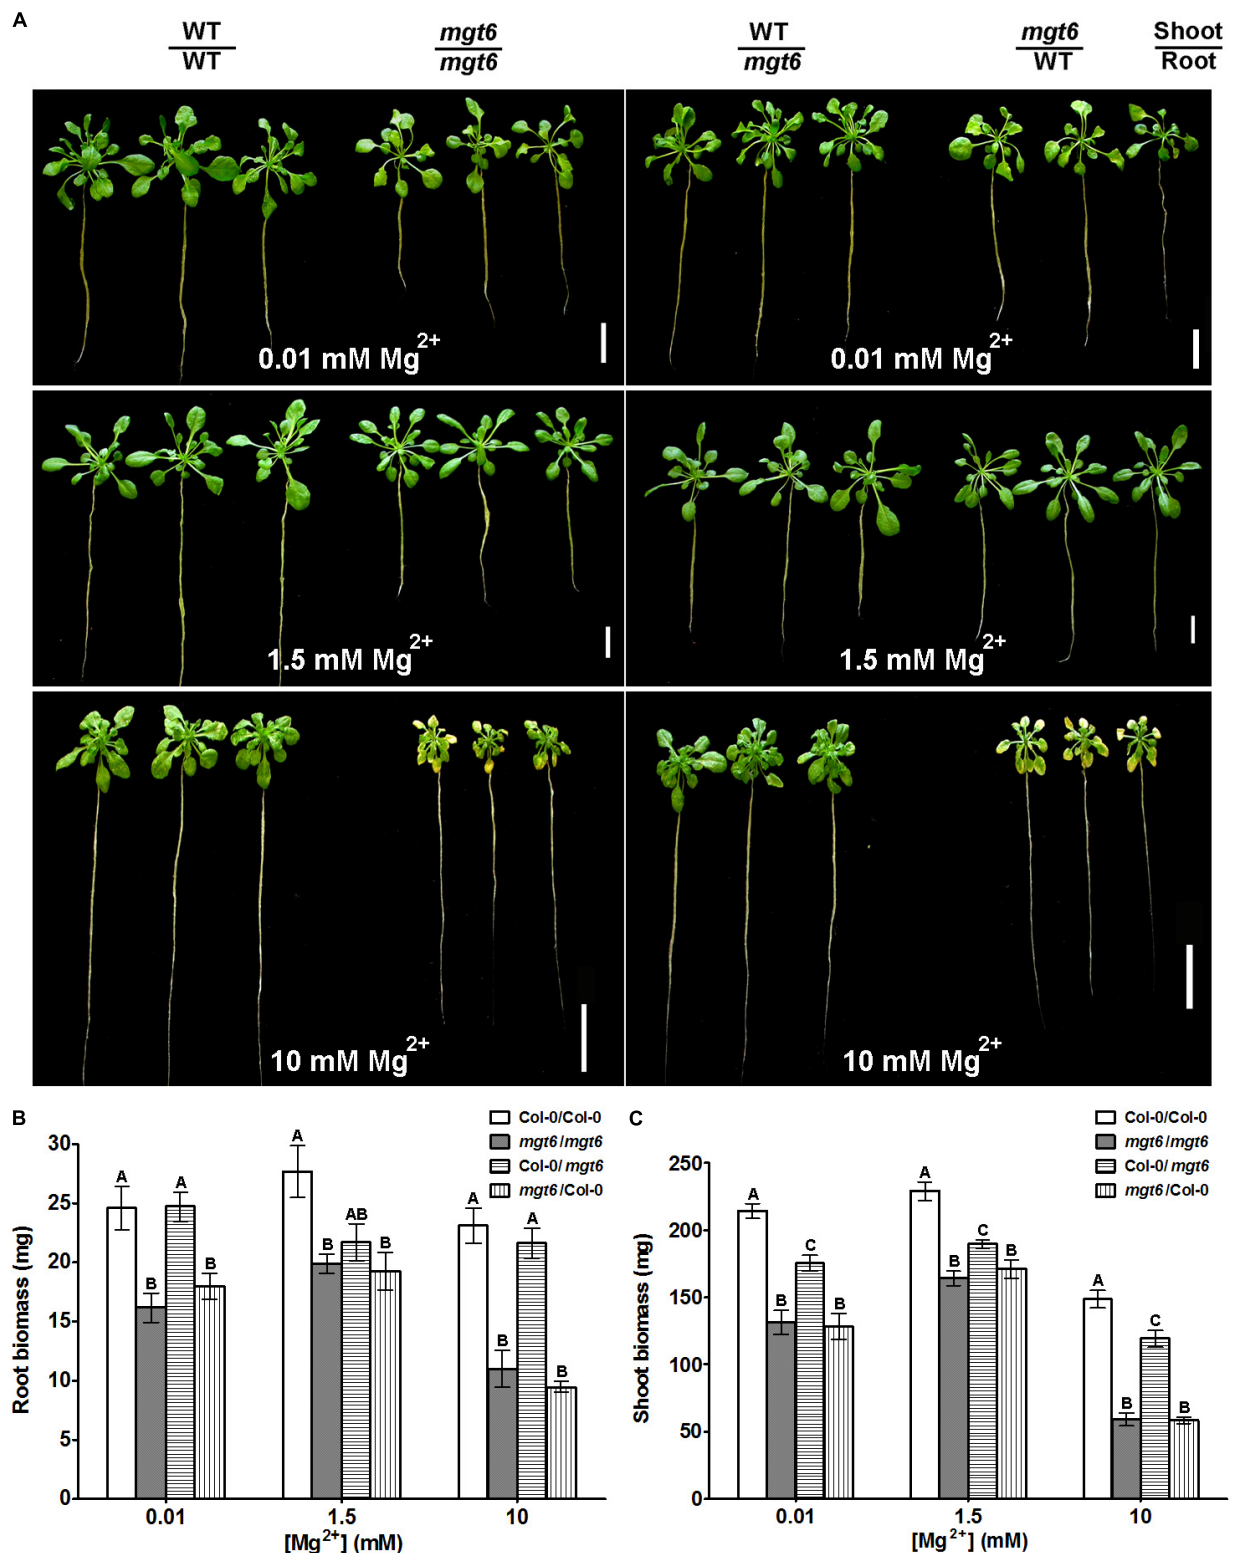 A
WT
WT
mgt6
mgt6
WT
mgt6
mgt6
WT
Shoot
Root
0.01 mM Mg2+
0.01 mM Mg2+
1.5 mM Mg2+
1.5 mM Mg2+
10 mM Mg2+
10 mM Mg2+
B
Col-0/Col-0
mgt6/mgt6
Col-0/mgt6
mgt6/Col-0
Root biomass (mg)
30
25
20
15
10
5
0
A
B
A
B
A
B
AB
B
A
B
A
B
0.01
1.5
10
[Mg2+] (mM)
C
Col-0/Col-0
mgt6/mgt6
Col-0/mgt6
mgt6/Col-0
Shoot biomass (mg)
250
200
150
100
50
0
A
B
C
B
A
B
C
B
A
B
C
B
0.01
1.5
10
[Mg2+] (mM)